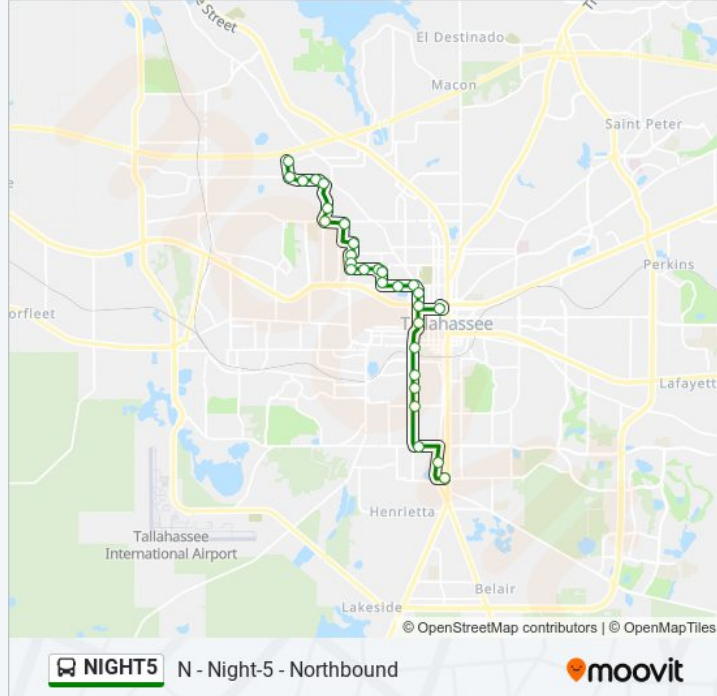 e Street
El Destinado
Macon
Saint Peter
Perkins
orfleet
Tallahassee
Lafayett
Henrietta
Tallahassee
International Airport
Belair
Lakeside
© OpenStreetMap contributors | © OpenMapTiles
NIGHT5 N - Night-5 - Northbound
moovit